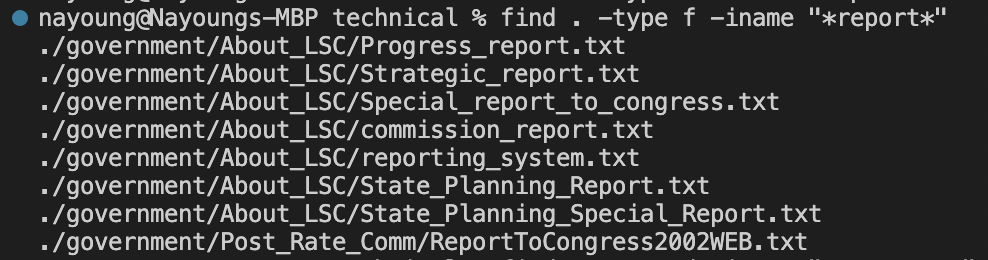 nayoung@Nayoungs-MBP technical % find . -type f -iname "*report*"
./government/About_LSC/Progress_report.txt
./government/About_LSC/Strategic_report.txt
./government/About_LSC/Special_report_to_congress.txt
./government/About_LSC/commission_report.txt
./government/About_LSC/reporting_system.txt
./government/About_LSC/State_Planning_Report.txt
./government/About_LSC/State_Planning_Special_Report.txt
./government/Post_Rate_Comm/ReportToCongress2002WEB.txt